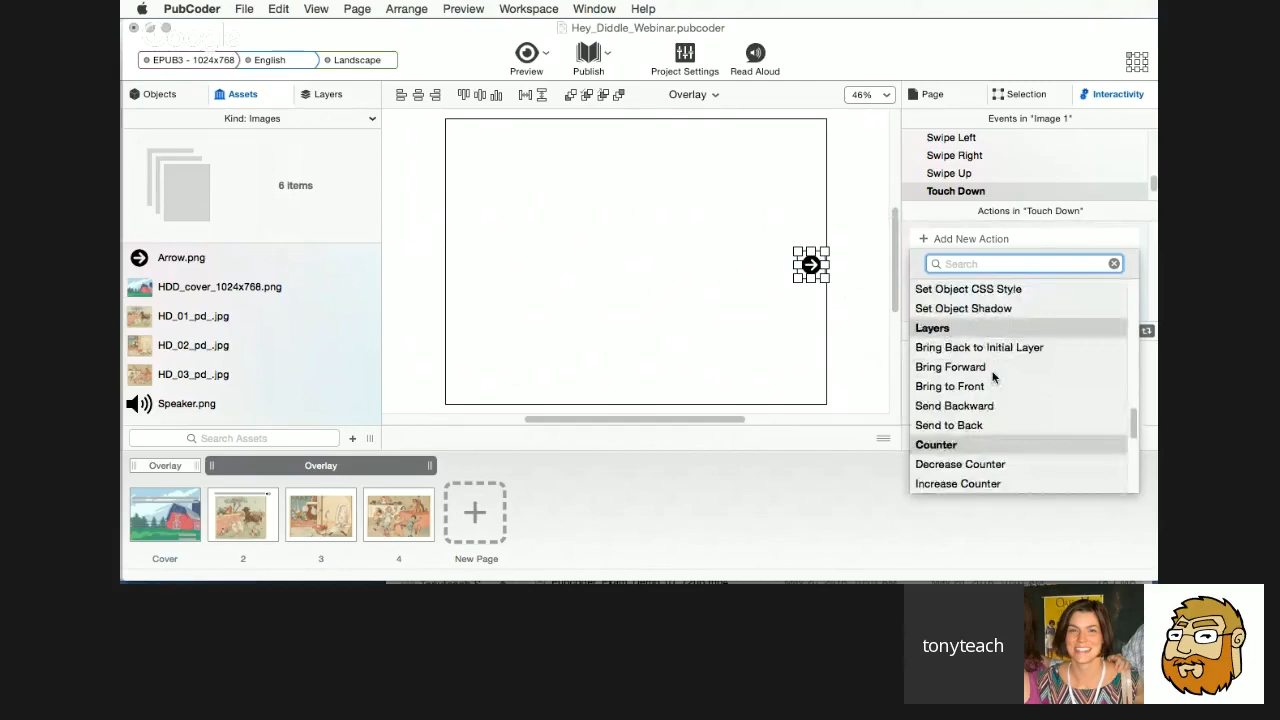 PubCoder File Edit View Page Arrange Preview Workspace Window Help
Hey_Diddle_Webinar.pubcoder
EPUB3 - 1024x768 English Landscape
Preview Publish Project Settings Read Aloud
Objects Assets Layers Overlay 46% Page Selection Interactivity
Kind: Images
6 items
Arrow.png
HDD_cover_1024x768.png
HD_01_pd_.jpg
HD_02_pd_.jpg
HD_03_pd_.jpg
Speaker.png
Search Assets
Events in "Image 1"
Swipe Left
Swipe Right
Swipe Up
Touch Down
Actions in "Touch Down"
Add New Action
Search
Set Object CSS Style
Set Object Shadow
Layers
Bring Back to Initial Layer
Bring Forward
Bring to Front
Send Backward
Send to Back
Counter
Decrease Counter
Increase Counter
Overlay Overlay
Cover 2 3 4 New Page
tonyteach